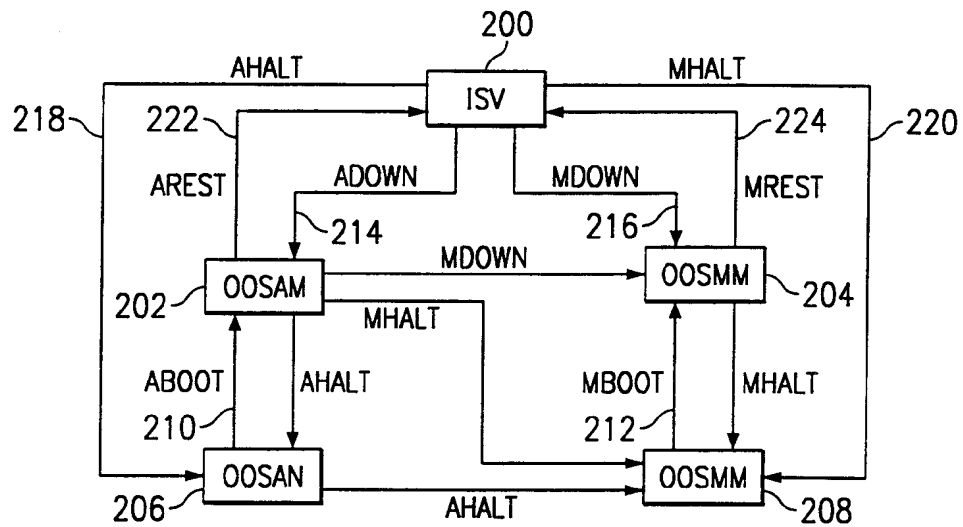 200
AHALT
MHALT
ISV
218
222
224
220
AREST
ADOWN
MDOWN
MREST
214
216
MDOWN
OOSAM
OOSMM
202
204
MHALT
ABOOT
AHALT
MBOOT
MHALT
210
212
OOSAN
OOSMM
206
AHALT
208